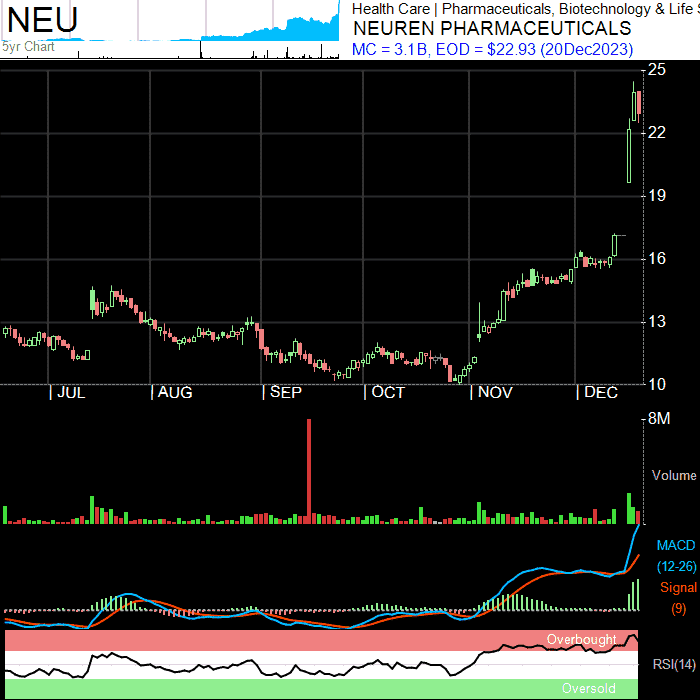 NEU
5yr Chart
Health Care | Pharmaceuticals, Biotechnology & Life S
NEUREN PHARMACEUTICALS
MC = 3.1B, EOD = $22.93 (20Dec2023)
25
22
19
16
13
10
| JUL | AUG | SEP | OCT | NOV | DEC
8M
Volume
MACD
(12-26)
Signal
(9)
Overbought
RSI(14)
Oversold